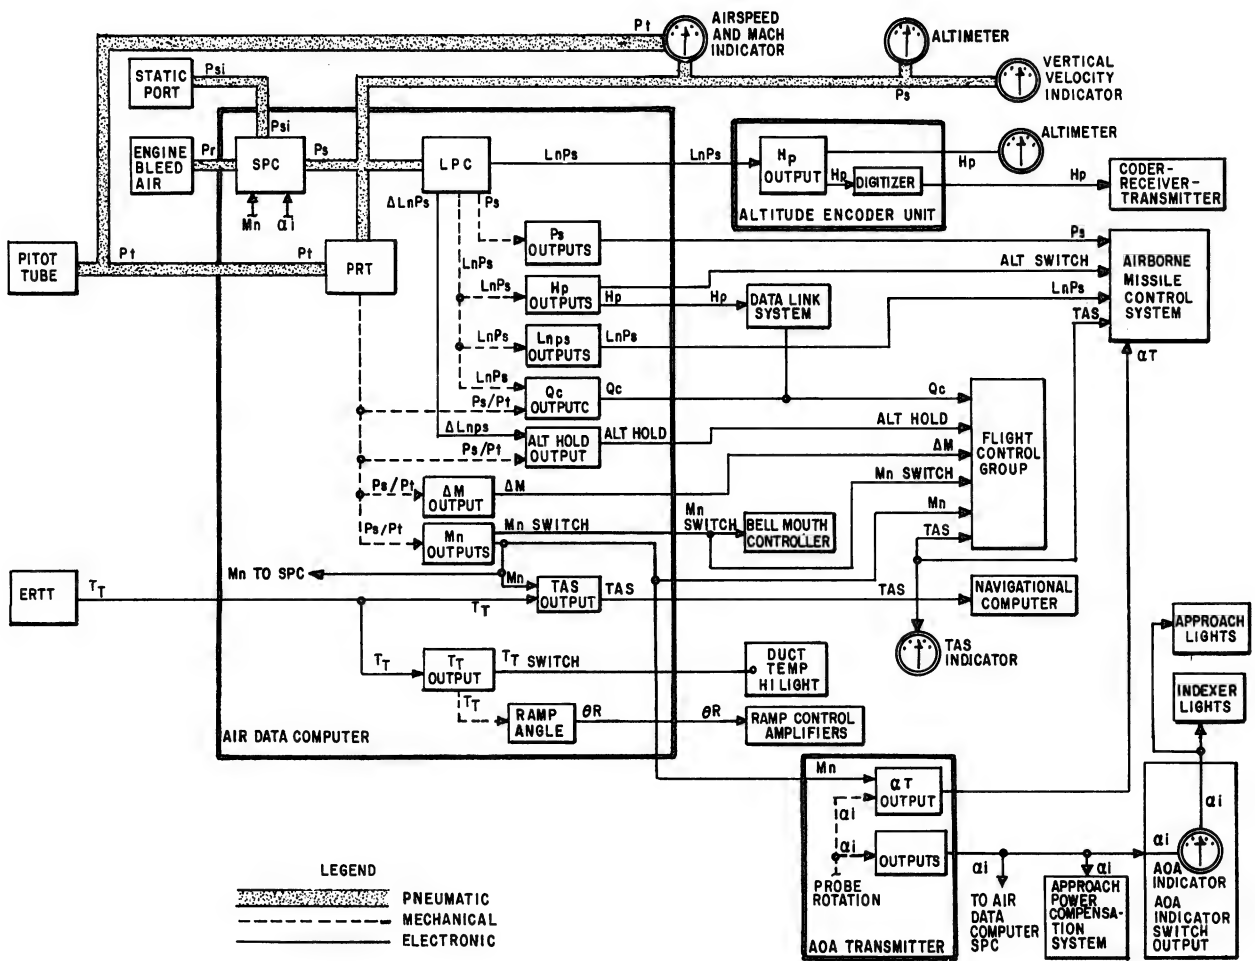 Pt
AIRSPEED
AND MACH
INDICATOR
ALTIMETER
STATIC
PORT
Psi
VERTICAL
VELOCITY
INDICATOR
Ps
Psi
ENGINE
BLEED
AIR
Pr
SPC
Ps
LPC
LnPs
LnPs
Hp
OUTPUT
ALTIMETER
Hp
Hp
DIGITIZER
Hp
CODER-
RECEIVER-
TRANSMITTER
ALTITUDE ENCODER UNIT
Mn
αi
ΔLnPs
Ps
PITOT
TUBE
Pt
Pt
PRT
Ps
OUTPUTS
Ps
LnPs
ALT SWITCH
AIRBORNE
MISSILE
CONTROL
SYSTEM
LnPs
Hp
OUTPUTS
Hp
Hp
DATA LINK
SYSTEM
LnPs
TAS
LnPs
Lnps
OUTPUTS
LnPs
αT
LnPs
Ps/Pt
Qc
OUTPUTC
Qc
Qc
ΔLnps
ALT HOLD
OUTPUT
ALT HOLD
ALT HOLD
Ps/Pt
FLIGHT
CONTROL
GROUP
ΔM
Ps/Pt
ΔM
OUTPUT
ΔM
Mn SWITCH
Ps/Pt
Mn
OUTPUTS
Mn SWITCH
Mn
SWITCH
BELL MOUTH
CONTROLLER
Mn
TAS
Mn TO SPC
Mn
ERTT
TT
TT
TAS
OUTPUT
TAS
TAS
NAVIGATIONAL
COMPUTER
TAS
INDICATOR
APPROACH
LIGHTS
TT
TT
OUTPUT
TT SWITCH
DUCT
TEMP
HI LIGHT
INDEXER
LIGHTS
TT
RAMP
ANGLE
θR
θR
RAMP CONTROL
AMPLIFIERS
AIR DATA COMPUTER
Mn
αT
OUTPUT
αi
αi
OUTPUTS
PROBE
ROTATION
AOA TRANSMITTER
αi
TO AIR
DATA
COMPUTER
SPC
αi
APPROACH
POWER
COMPENSA-
TION
SYSTEM
αi
αi
AOA
INDICATOR
AOA
INDICATOR
SWITCH
OUTPUT
LEGEND
PNEUMATIC
MECHANICAL
ELECTRONIC